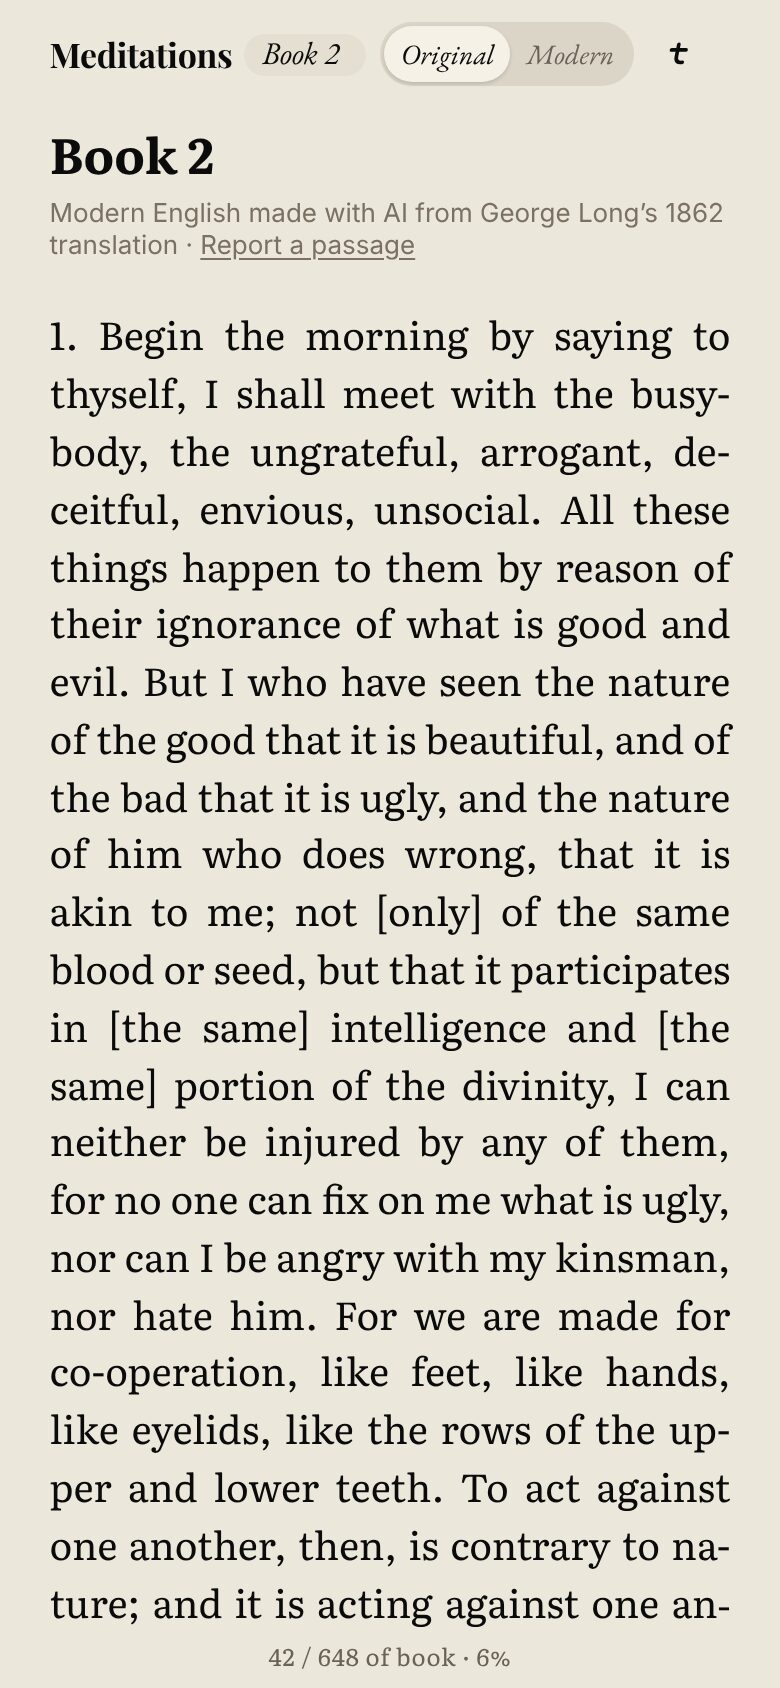 Meditations Book 2 Original Modern t
Book 2
Modern English made with AI from George Long’s 1862
translation · Report a passage
1. Begin the morning by saying to
thyself, I shall meet with the busy-
body, the ungrateful, arrogant, de-
ceitful, envious, unsocial. All these
things happen to them by reason of
their ignorance of what is good and
evil. But I who have seen the nature
of the good that it is beautiful, and of
the bad that it is ugly, and the nature
of him who does wrong, that it is
akin to me; not [only] of the same
blood or seed, but that it participates
in [the same] intelligence and [the
same] portion of the divinity, I can
neither be injured by any of them,
for no one can fix on me what is ugly,
nor can I be angry with my kinsman,
nor hate him. For we are made for
co-operation, like feet, like hands,
like eyelids, like the rows of the up-
per and lower teeth. To act against
one another, then, is contrary to na-
ture; and it is acting against one an-
42 / 648 of book · 6%